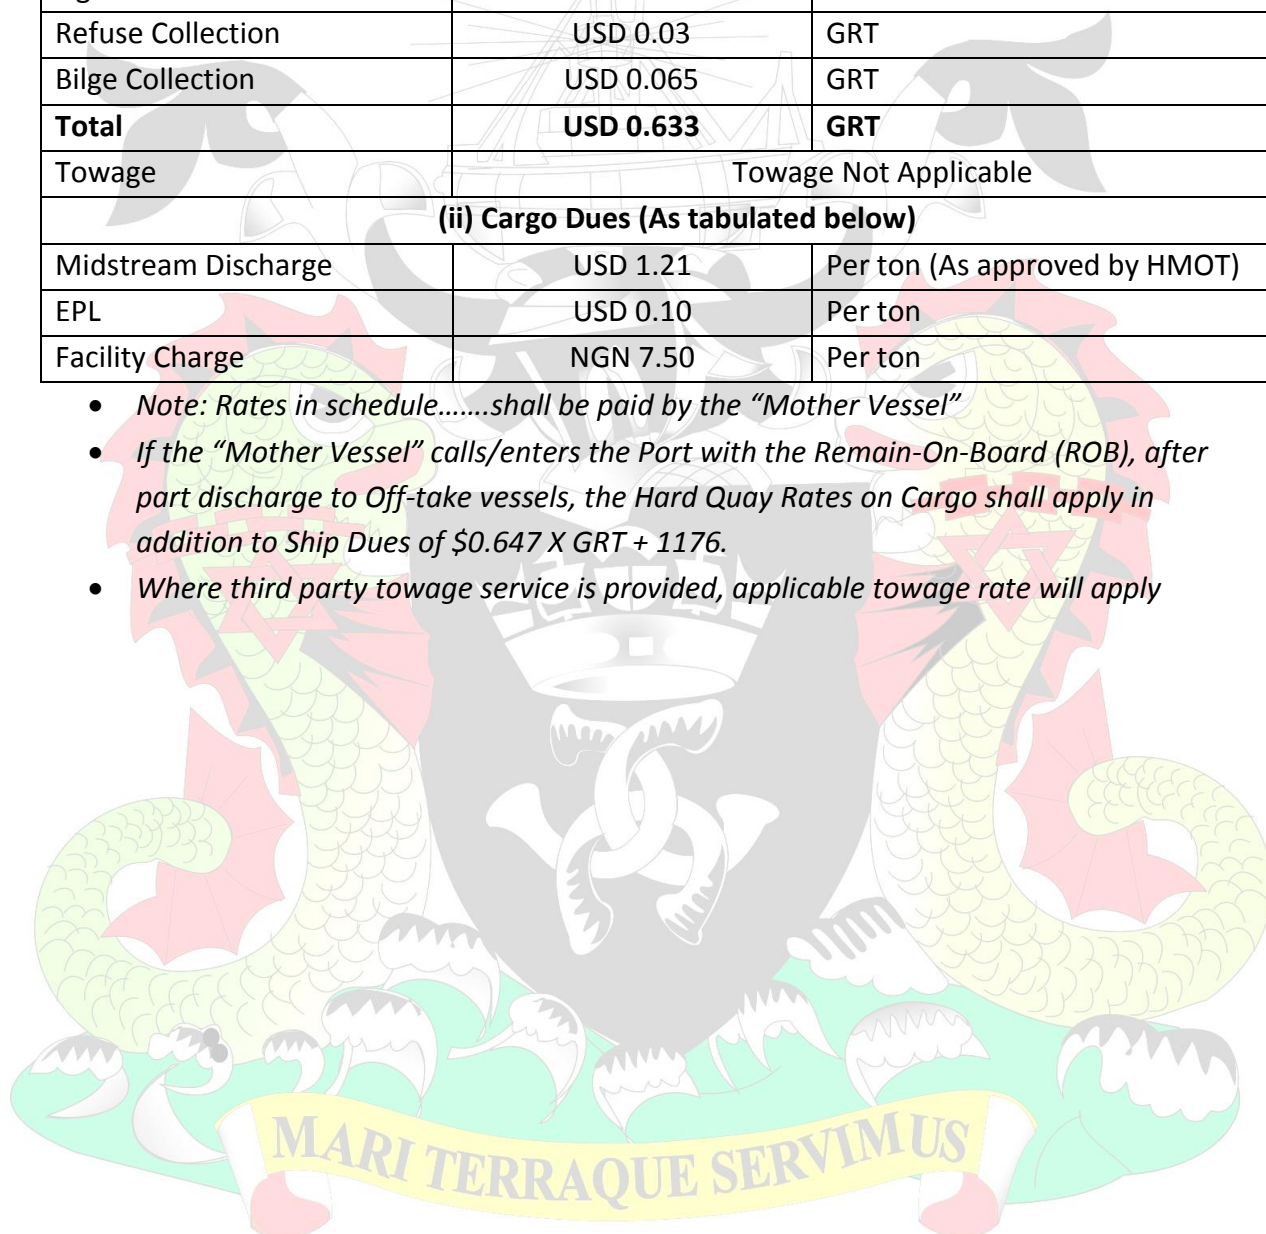 Refuse Collection USD 0.03 GRT
Bilge Collection USD 0.065 GRT
Total USD 0.633 GRT
Towage Towage Not Applicable
(ii) Cargo Dues (As tabulated below)
Midstream Discharge USD 1.21 Per ton (As approved by HMOT)
EPL USD 0.10 Per ton
Facility Charge NGN 7.50 Per ton
• Note: Rates in schedule…….shall be paid by the “Mother Vessel”
• If the “Mother Vessel” calls/enters the Port with the Remain-On-Board (ROB), after
part discharge to Off-take vessels, the Hard Quay Rates on Cargo shall apply in
addition to Ship Dues of $0.647 X GRT + 1176.
• Where third party towage service is provided, applicable towage rate will apply
MARI TERRAQUE SERVIMUS